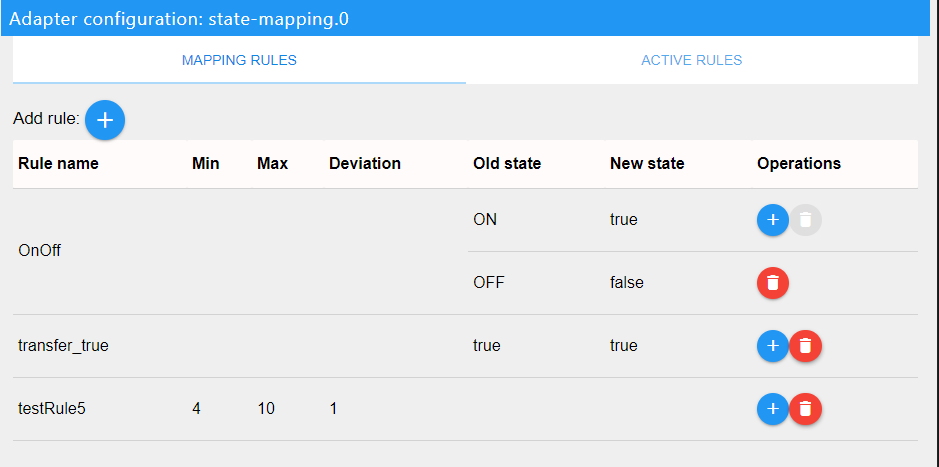 Adapter configuration: state-mapping.0
MAPPING RULES ACTIVE RULES
Add rule:
Rule name Min Max Deviation Old state New state Operations
ON true
OnOff
OFF false
transfer_true true true
testRule5 4 10 1